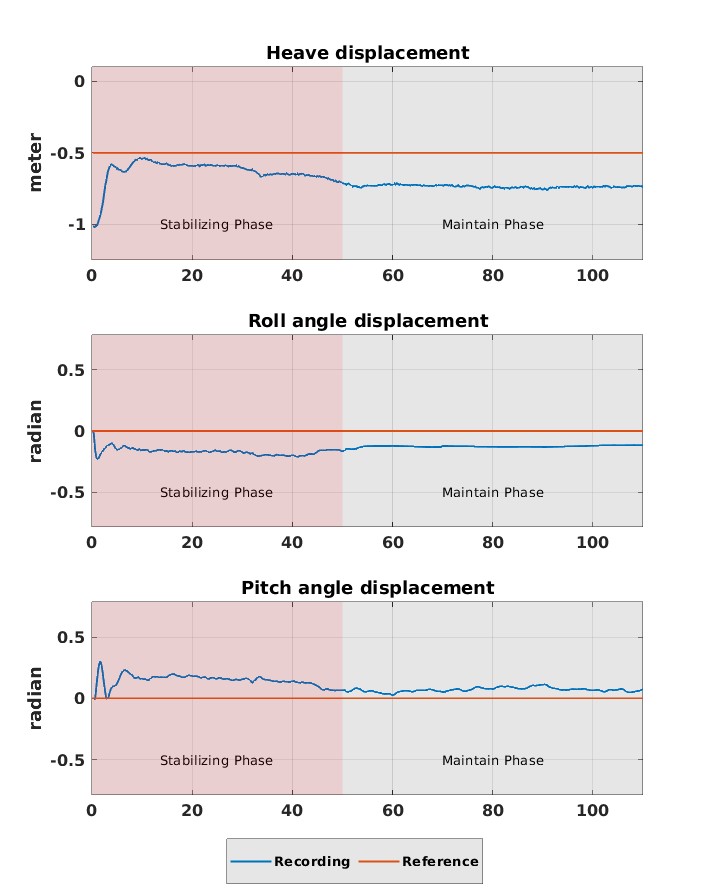 Heave displacement
0
-0.5
-1
meter
Stabilizing Phase Maintain Phase
0 20 40 60 80 100
Roll angle displacement
0.5
0
-0.5
radian
Stabilizing Phase Maintain Phase
0 20 40 60 80 100
Pitch angle displacement
0.5
0
-0.5
radian
Stabilizing Phase Maintain Phase
0 20 40 60 80 100
Recording Reference